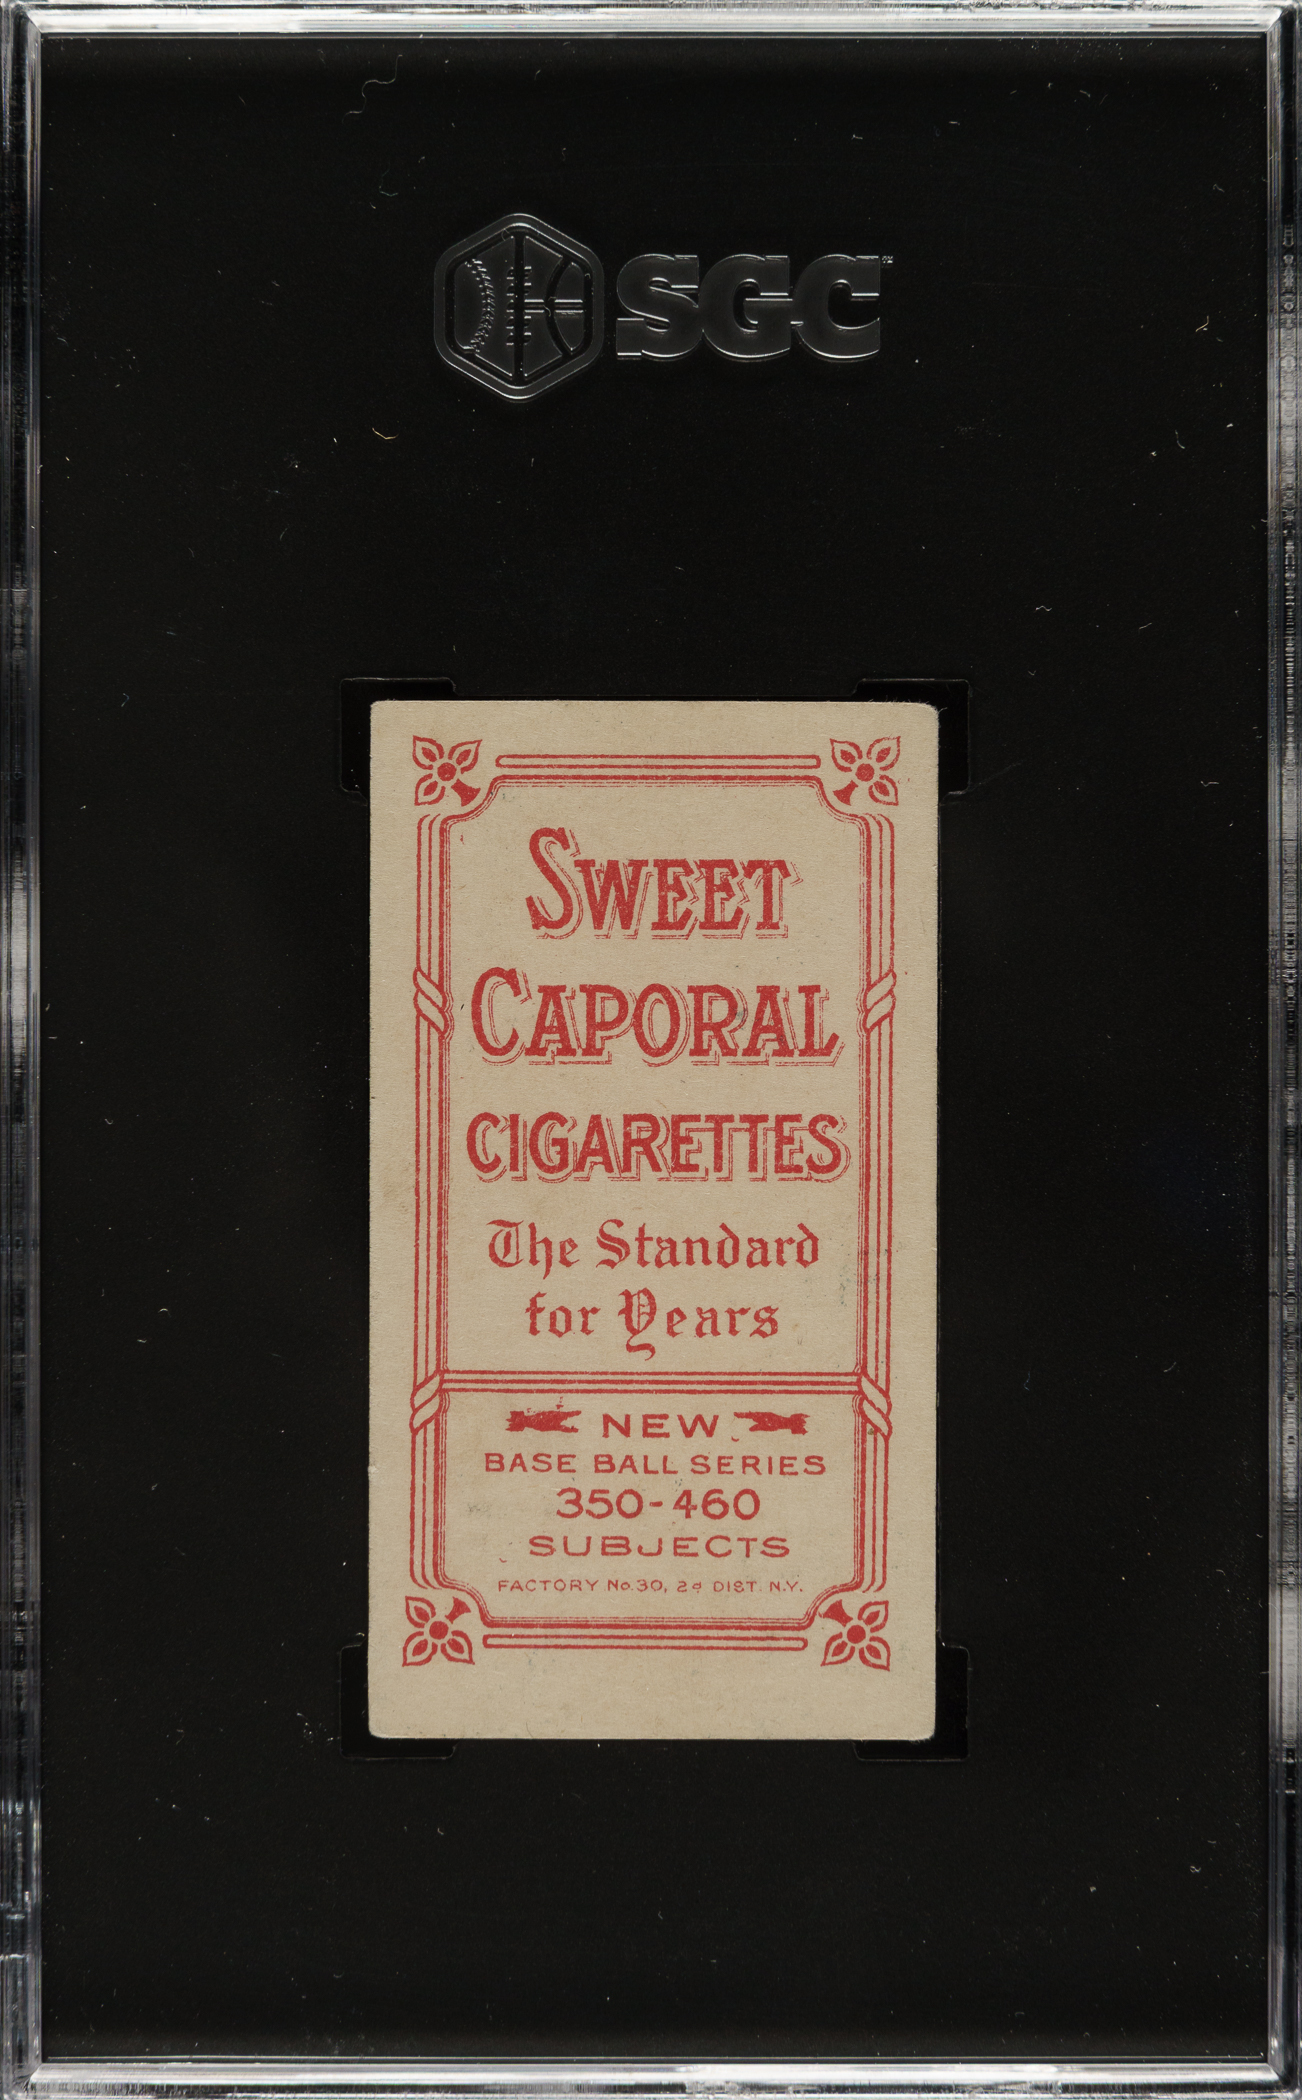 SGC
SWEET
CAPORAL
CIGARETTES
The Standard
for Years
NEW
BASE BALL SERIES
350-460
SUBJECTS
FACTORY No. 30, 2d DIST. N.Y.